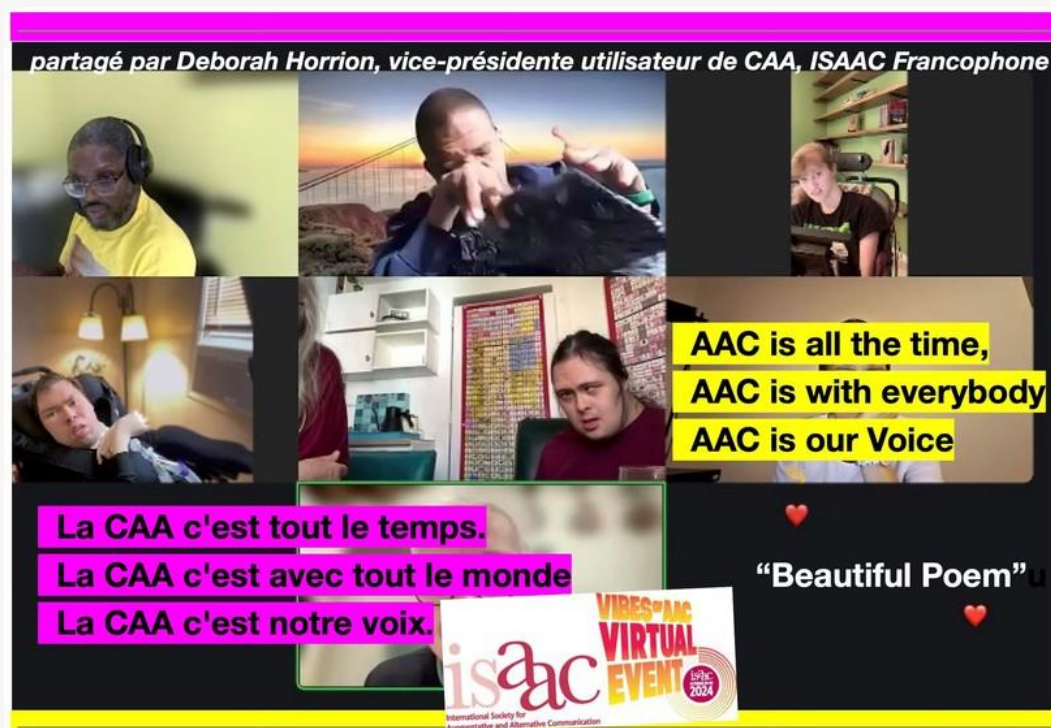 partagé par Deborah Horrion, vice-présidente utilisateur de CAA, ISAAC Francophone
AAC is all the time,
AAC is with everybody
AAC is our Voice
La CAA c'est tout le temps.
La CAA c'est avec tout le monde
La CAA c'est notre voix.
“Beautiful Poem”
isaac
International Society for
Augmentative and Alternative Communication
VIBES OF AAC
VIRTUAL
EVENT
isaac
2024